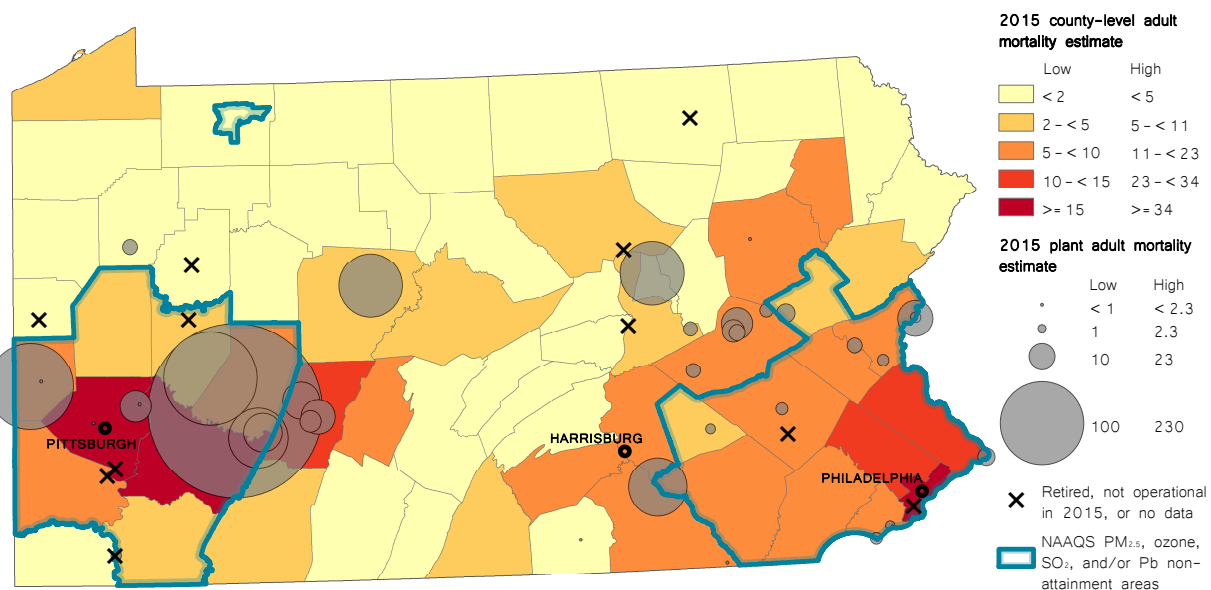 2015 county-level adult
mortality estimate
Low High
< 2 < 5
2 - < 5 5 - < 11
5 - < 10 11 - < 23
10 - < 15 23 - < 34
>= 15 >= 34
2015 plant adult mortality
estimate
Low High
< 1 < 2.3
1 2.3
10 23
100 230
Retired, not operational
in 2015, or no data
NAAQS PM2.5, ozone,
SO2, and/or Pb non-
attainment areas
PITTSBURGH
HARRISBURG
PHILADELPHIA